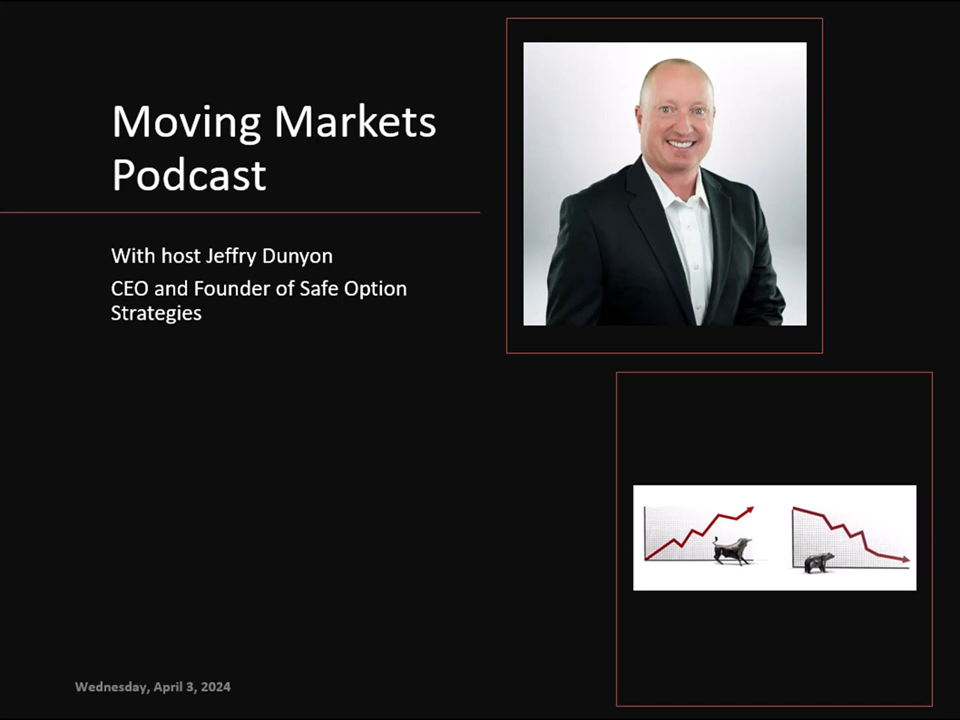 Moving Markets
Podcast
With host Jeffry Dunyon
CEO and Founder of Safe Option
Strategies
Wednesday, April 3, 2024